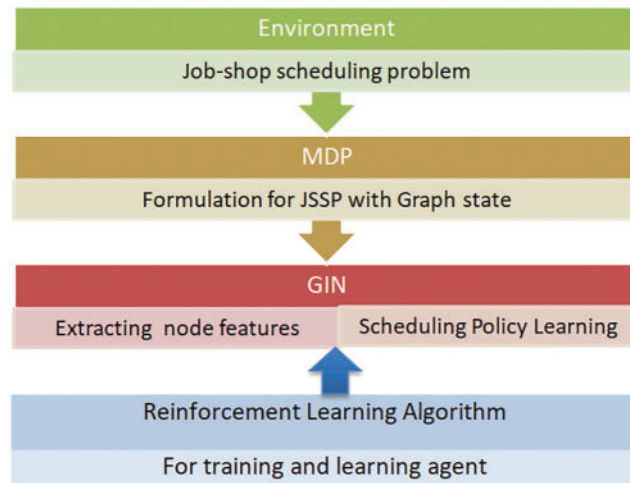 Environment
Job-shop scheduling problem
MDP
Formulation for JSSP with Graph state
GIN
Extracting node features
Scheduling Policy Learning
Reinforcement Learning Algorithm
For training and learning agent